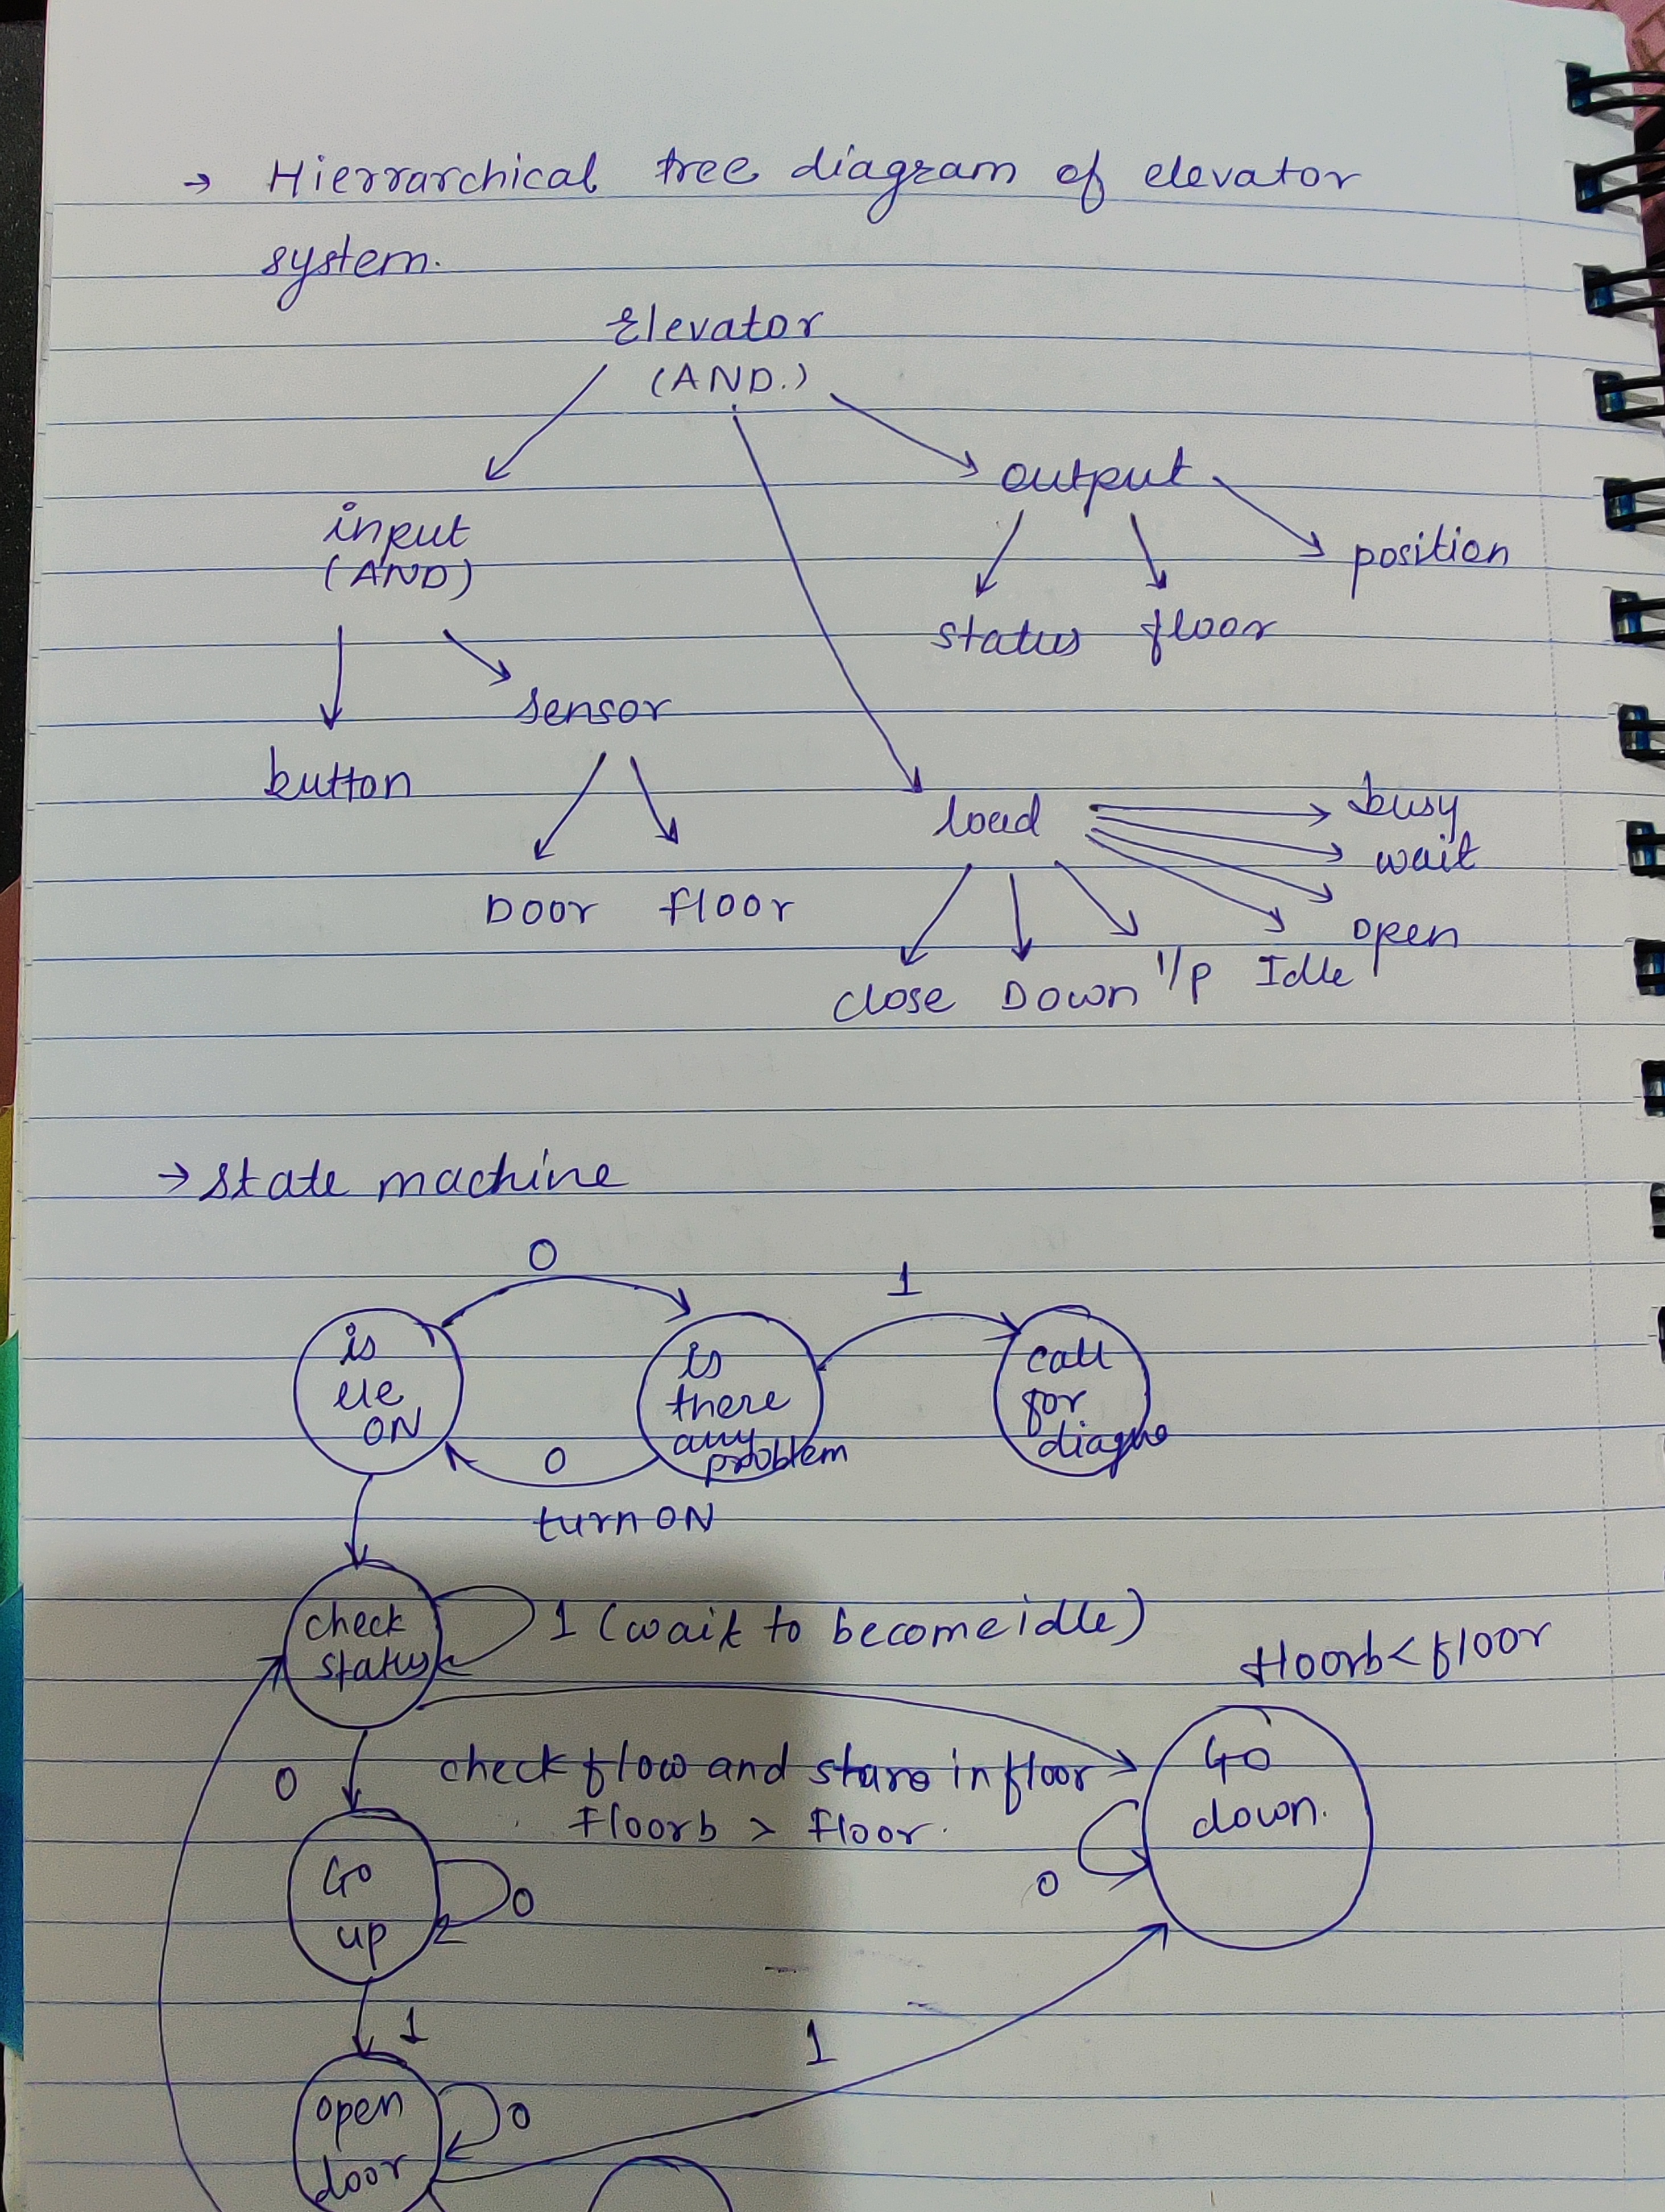 → Hierrarchical tree diagram of elevator
system.
Elevator
(AND.)
output
input
(AND)
position
status floor
sensor
button
load
busy
wait
Door floor
open
close Down I/p Idle
→ state machine
0
1
is
ele
ON
is
there
any
problem
call
for
diagno
0
turn ON
check
status
1 (wait to become idle)
floorb < floor
0
check flow and store in floor
Floorb > Floor.
Go
down.
0
Go
up
0
1
1
open
door
0